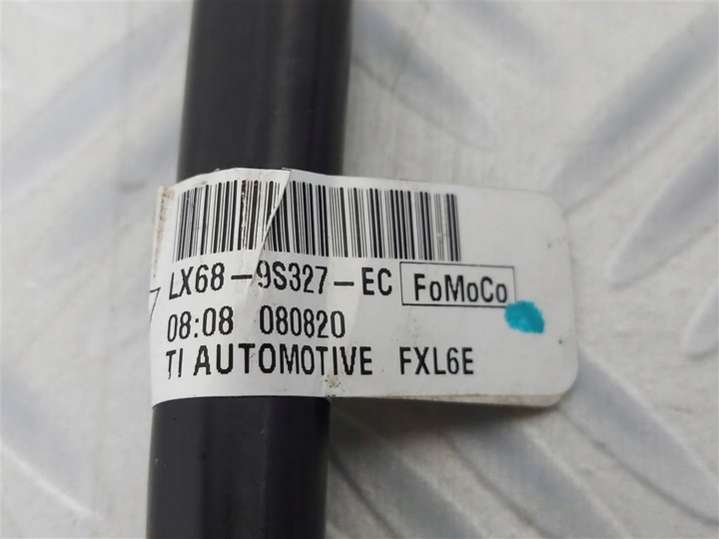 LX68-9S327-EC FoMoCo
08:08 080820
TI AUTOMOTIVE FXL6E